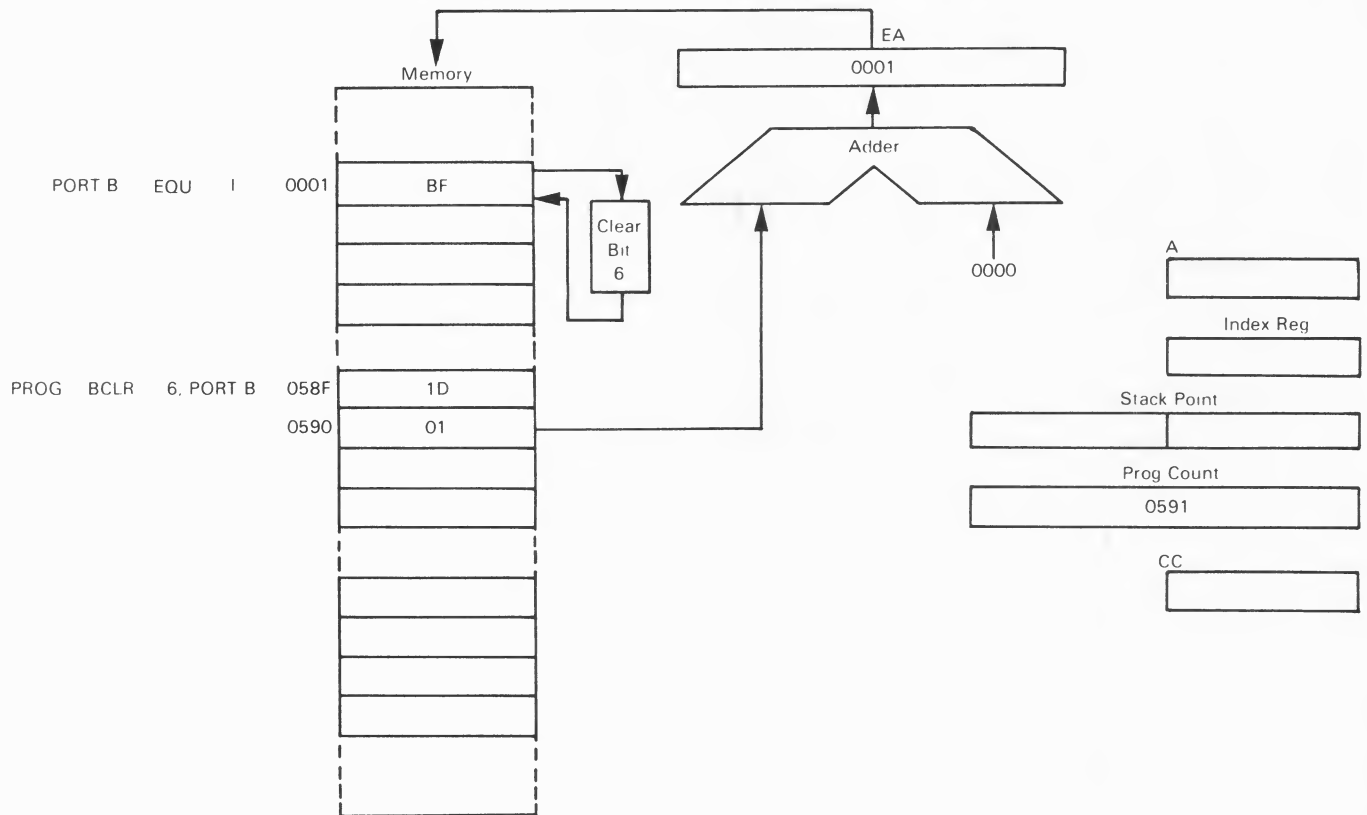 EA
0001
Memory
Adder
PORT B EQU I 0001 BF
Clear
Bit
6
0000
A
Index Reg
PROG BCLR 6, PORT B 058F 1D
Stack Point
0590 01
Prog Count
0591
CC